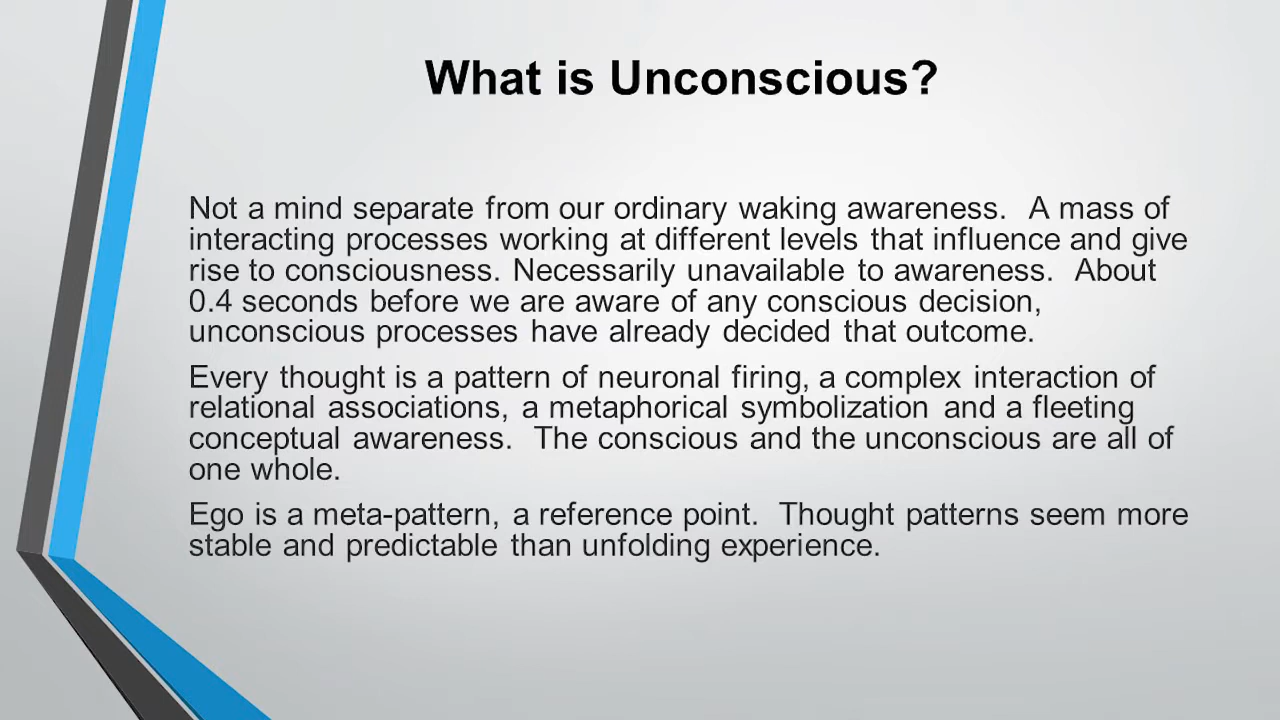 What is Unconscious?
Not a mind separate from our ordinary waking awareness.  A mass of
interacting processes working at different levels that influence and give
rise to consciousness. Necessarily unavailable to awareness.  About
0.4 seconds before we are aware of any conscious decision,
unconscious processes have already decided that outcome.
Every thought is a pattern of neuronal firing, a complex interaction of
relational associations, a metaphorical symbolization and a fleeting
conceptual awareness.  The conscious and the unconscious are all of
one whole.
Ego is a meta-pattern, a reference point.  Thought patterns seem more
stable and predictable than unfolding experience.